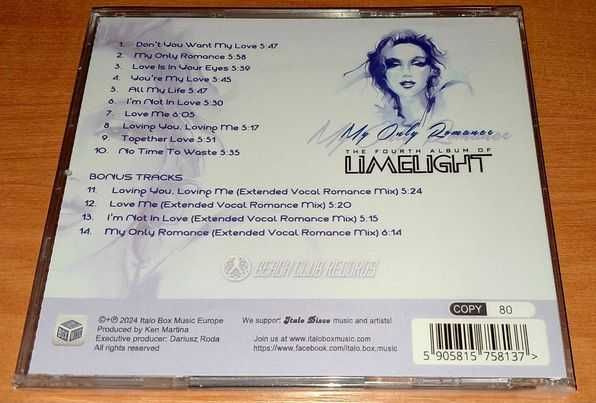 1. Don't You Want My Love 5:47
2. My Only Romance 5:58
3. Love Is In Your Eyes 5:39
4. You're My Love 5:45
5. All My Life 5:47
6. I'm Not In Love 5:30
7. Love Me 6:05
8. Loving You, Loving Me 5:17
9. Together Love 5:51
10. No Time To Waste 5:35
My Only Romance
THE FOURTH ALBUM OF
LIMELIGHT
BONUS TRACKS
11. Loving You, Loving Me (Extended Vocal Romance Mix) 5:24
12. Love Me (Extended Vocal Romance Mix) 5:20
13. I'm Not In Love (Extended Vocal Romance Mix) 5:15
14. My Only Romance (Extended Vocal Romance Mix) 6:14
BEACH CLUB RECORDS
©+℗ 2024 Italo Box Music Europe
Produced by Ken Martina
Executive producer: Dariusz Roda
All rights reserved
We support Italo Disco music and artists!
Join us at www.italoboxmusic.com
https://www.facebook.com/italo.box.music
COPY 80
5 905815 758137 >